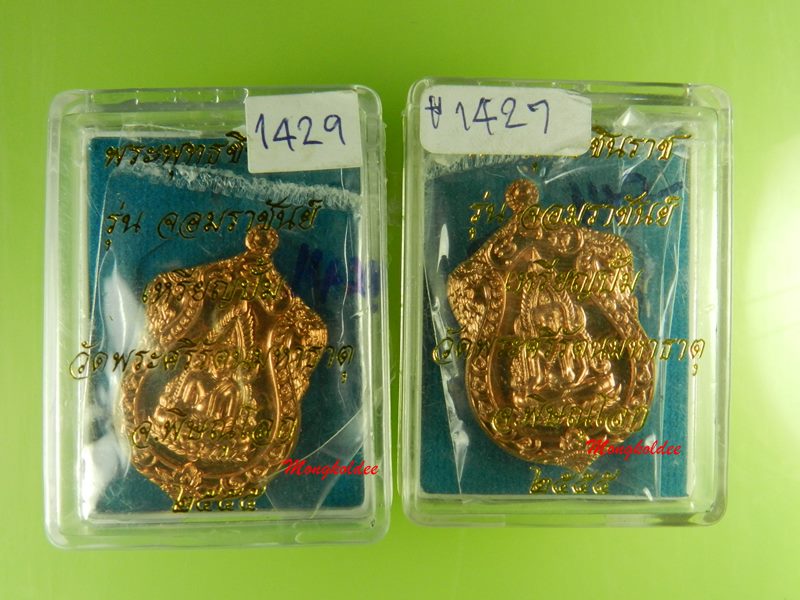 1429
พระพุทธชิ
รุ่น จอมราชันย์
เหรียญปั้ม
วัดพระศรีรัตนมหาธาตุ
จ.พิษณุโลก
Mongkoldee
๒๕๕๕
1427
ชินราช
รุ่น จอมราชันย์
เหรียญปั้ม
วัดพระศรีรัตนมหาธาตุ
จ.พิษณุโลก
Mongkoldee
๒๕๕๕